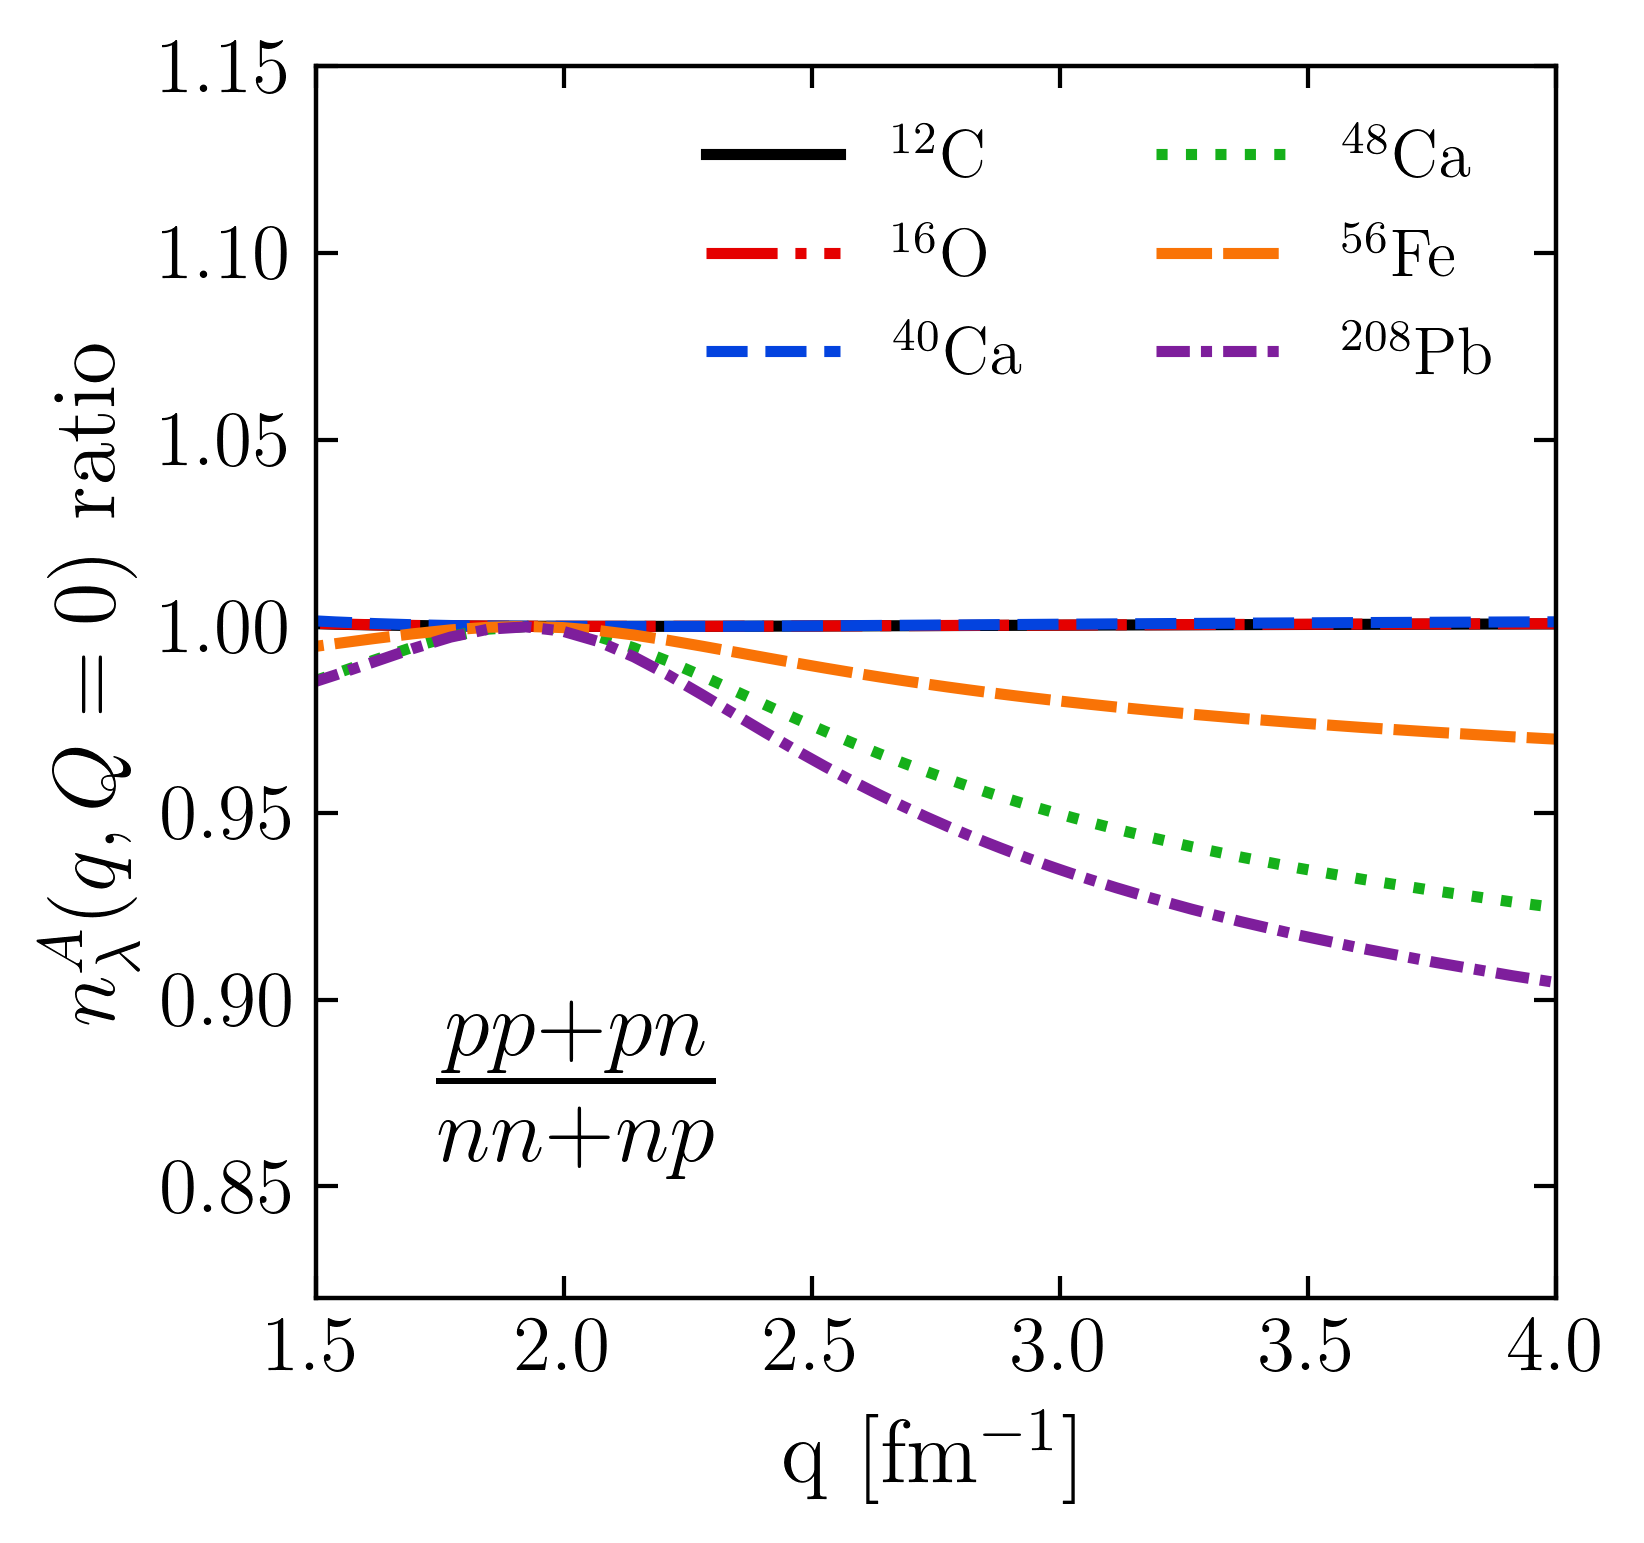 n_λ^A(q, Q = 0) ratio
1.15
1.10
1.05
1.00
0.95
0.90
0.85
^12C
^16O
^40Ca
^48Ca
^56Fe
^208Pb
pp+pn
nn+np
1.5 2.0 2.5 3.0 3.5 4.0
q [fm^−1]